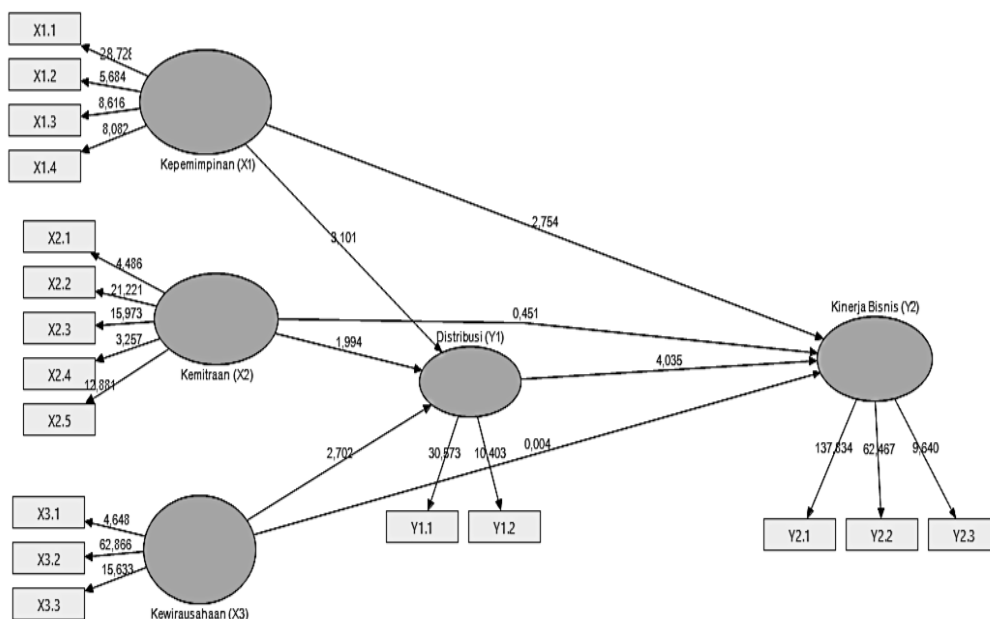 X1.1
28,728
X1.2
5,684
X1.3
8,616
X1.4
8,082
Kepemimpinan (X1)
2,754
3,101
X2.1
4,486
X2.2
21,221
X2.3
15,973
X2.4
3,257
X2.5
12,881
Kemitraan (X2)
0,451
1,994
Distribusi (Y1)
4,035
Kinerja Bisnis (Y2)
2,702
0,004
30,573
10,403
Y1.1
Y1.2
137,834
62,467
9,640
Y2.1
Y2.2
Y2.3
X3.1
4,648
X3.2
62,866
X3.3
15,633
Kewirausahaan (X3)